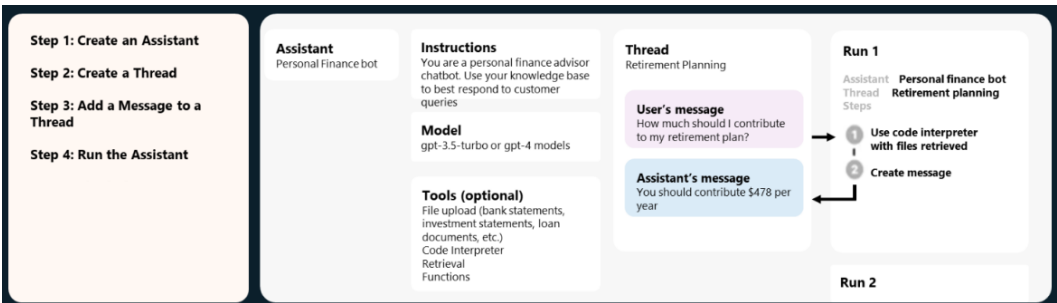 Step 1: Create an Assistant
Step 2: Create a Thread
Step 3: Add a Message to a
Thread
Step 4: Run the Assistant
Assistant
Personal Finance bot
Instructions
You are a personal finance advisor
chatbot. Use your knowledge base
to best respond to customer
queries
Model
gpt-3.5-turbo or gpt-4 models
Tools (optional)
File upload (bank statements,
investment statements, loan
documents, etc.)
Code Interpreter
Retrieval
Functions
Thread
Retirement Planning
User's message
How much should I contribute
to my retirement plan?
Assistant's message
You should contribute $478 per
year
Run 1
Assistant Personal finance bot
Thread Retirement planning
Steps
1 Use code interpreter
with files retrieved
2 Create message
Run 2